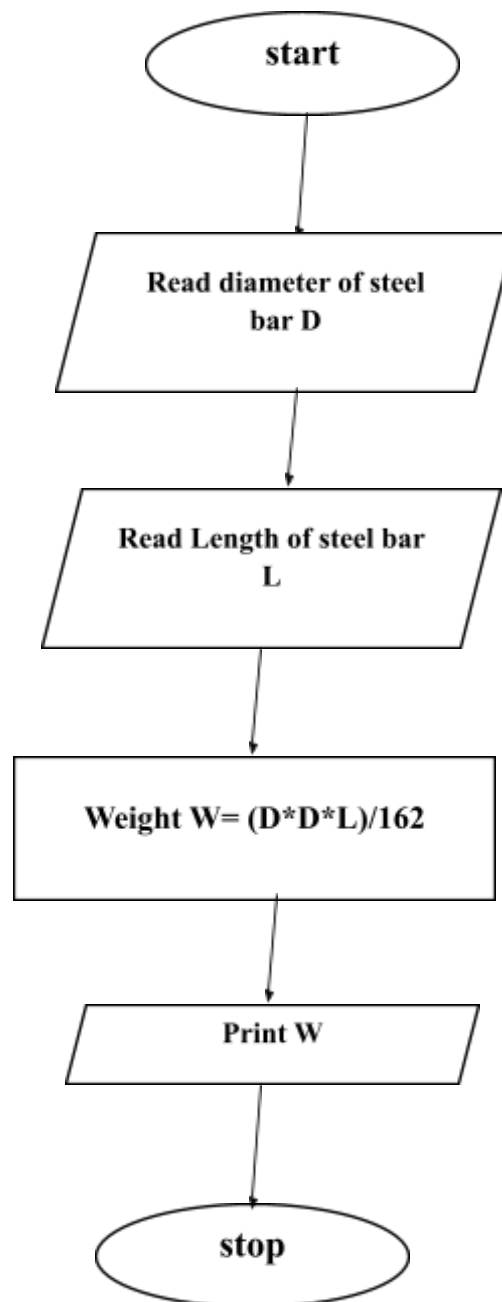 start
Read diameter of steel
bar D
Read Length of steel bar
L
Weight W= (D*D*L)/162
Print W
stop